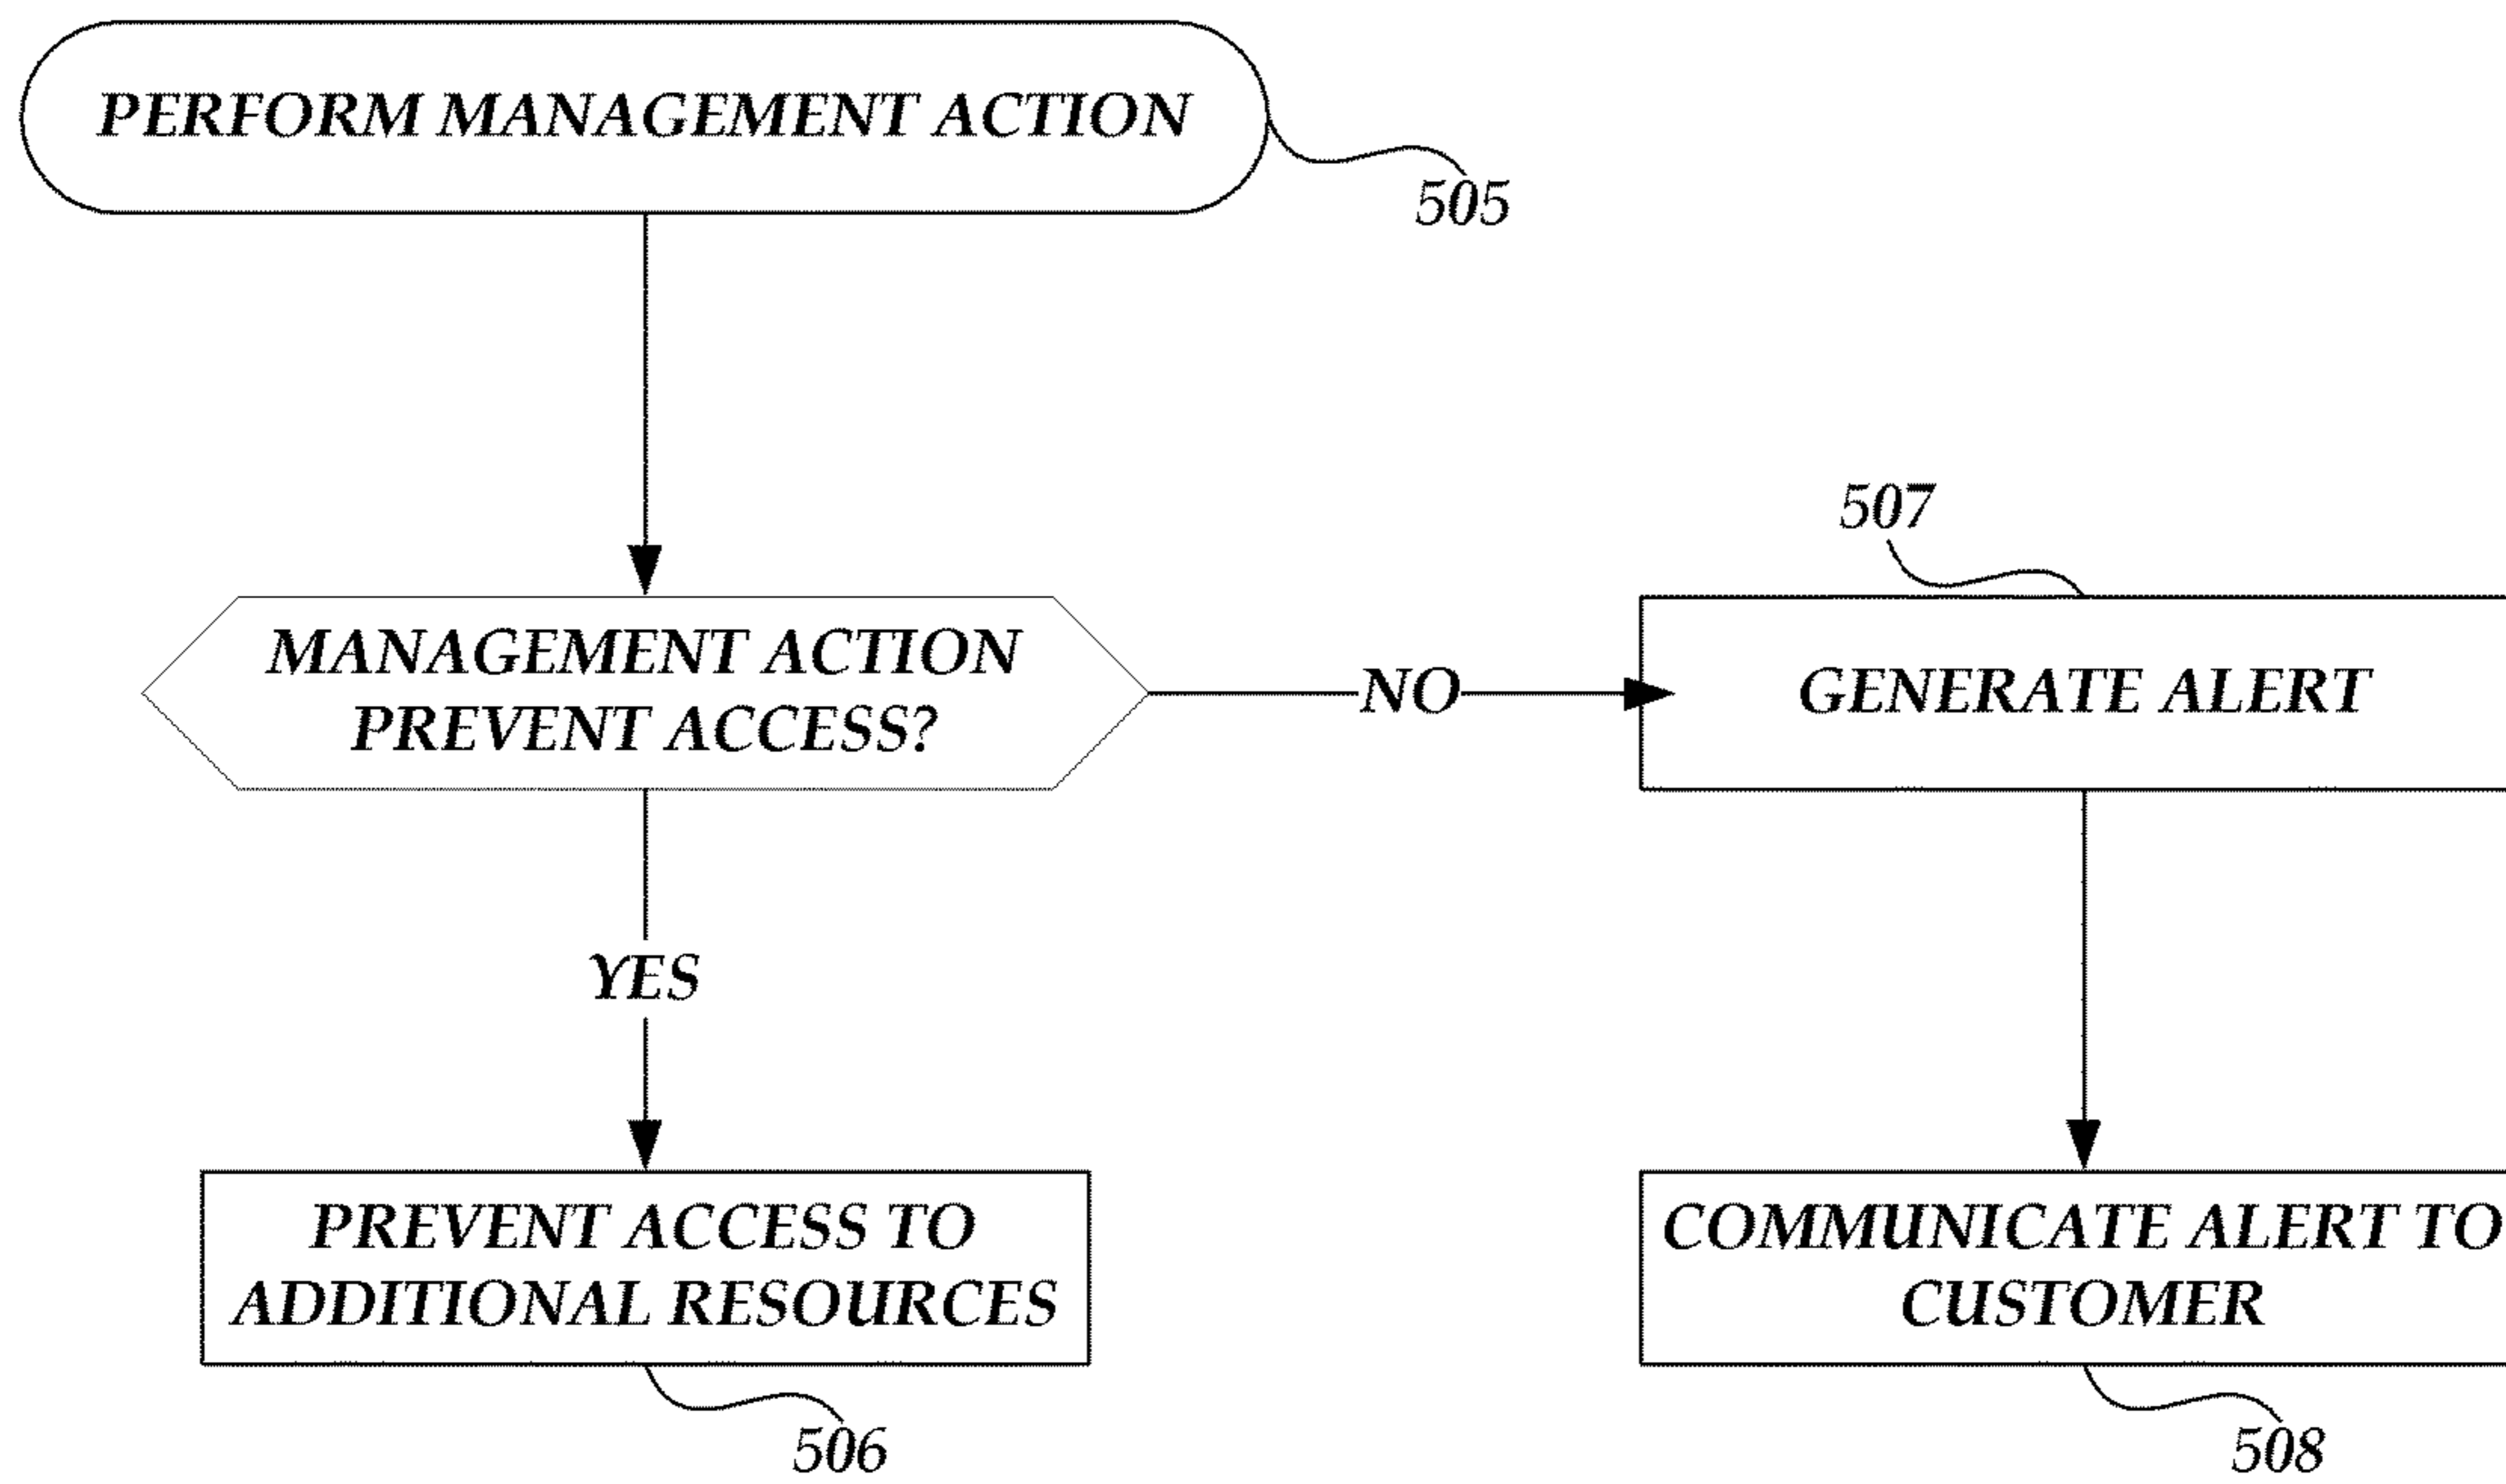 PERFORM MANAGEMENT ACTION
505
MANAGEMENT ACTION
PREVENT ACCESS?
NO
507
GENERATE ALERT
YES
PREVENT ACCESS TO
ADDITIONAL RESOURCES
506
COMMUNICATE ALERT TO
CUSTOMER
508